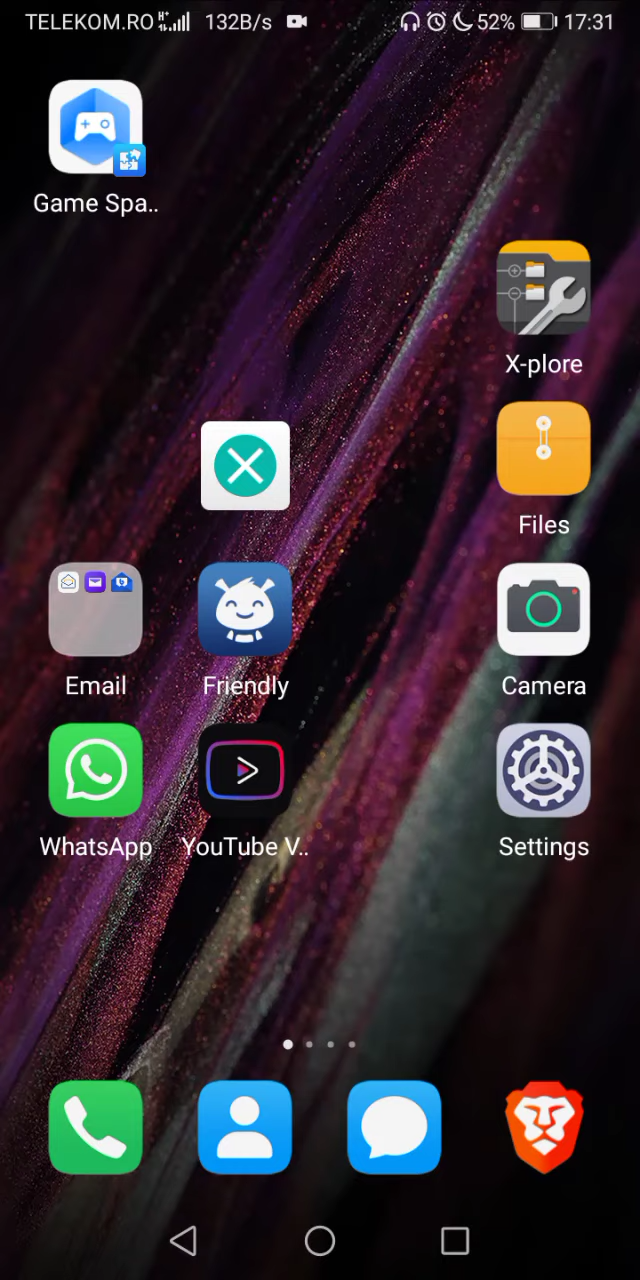 TELEKOM.RO H+ 132B/s 52% 17:31
Game Spa..
X-plore
Files
Email
Friendly
Camera
WhatsApp
YouTube V..
Settings